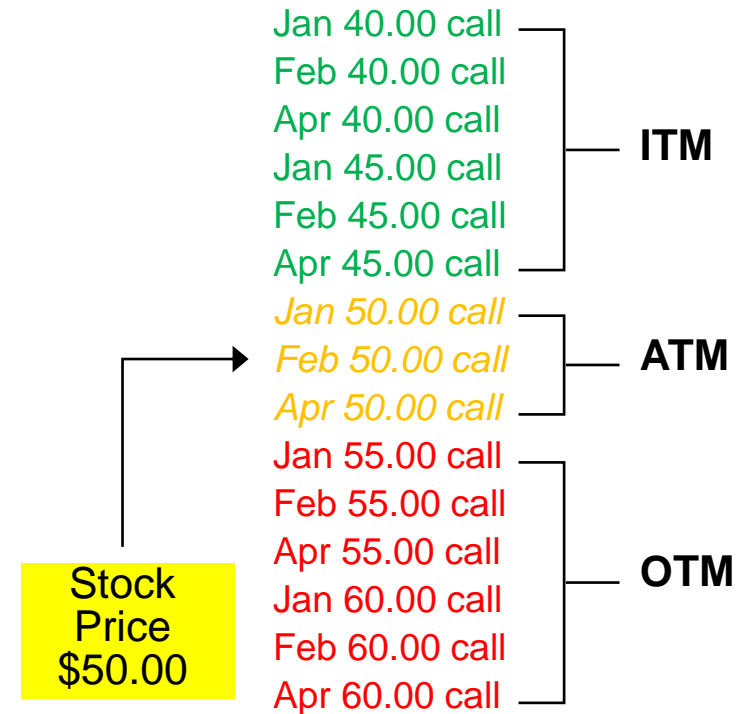 Jan 40.00 call
Feb 40.00 call
Apr 40.00 call
Jan 45.00 call
Feb 45.00 call
Apr 45.00 call
ITM
Jan 50.00 call
Feb 50.00 call
Apr 50.00 call
ATM
Jan 55.00 call
Feb 55.00 call
Apr 55.00 call
Jan 60.00 call
Feb 60.00 call
Apr 60.00 call
OTM
Stock
Price
$50.00